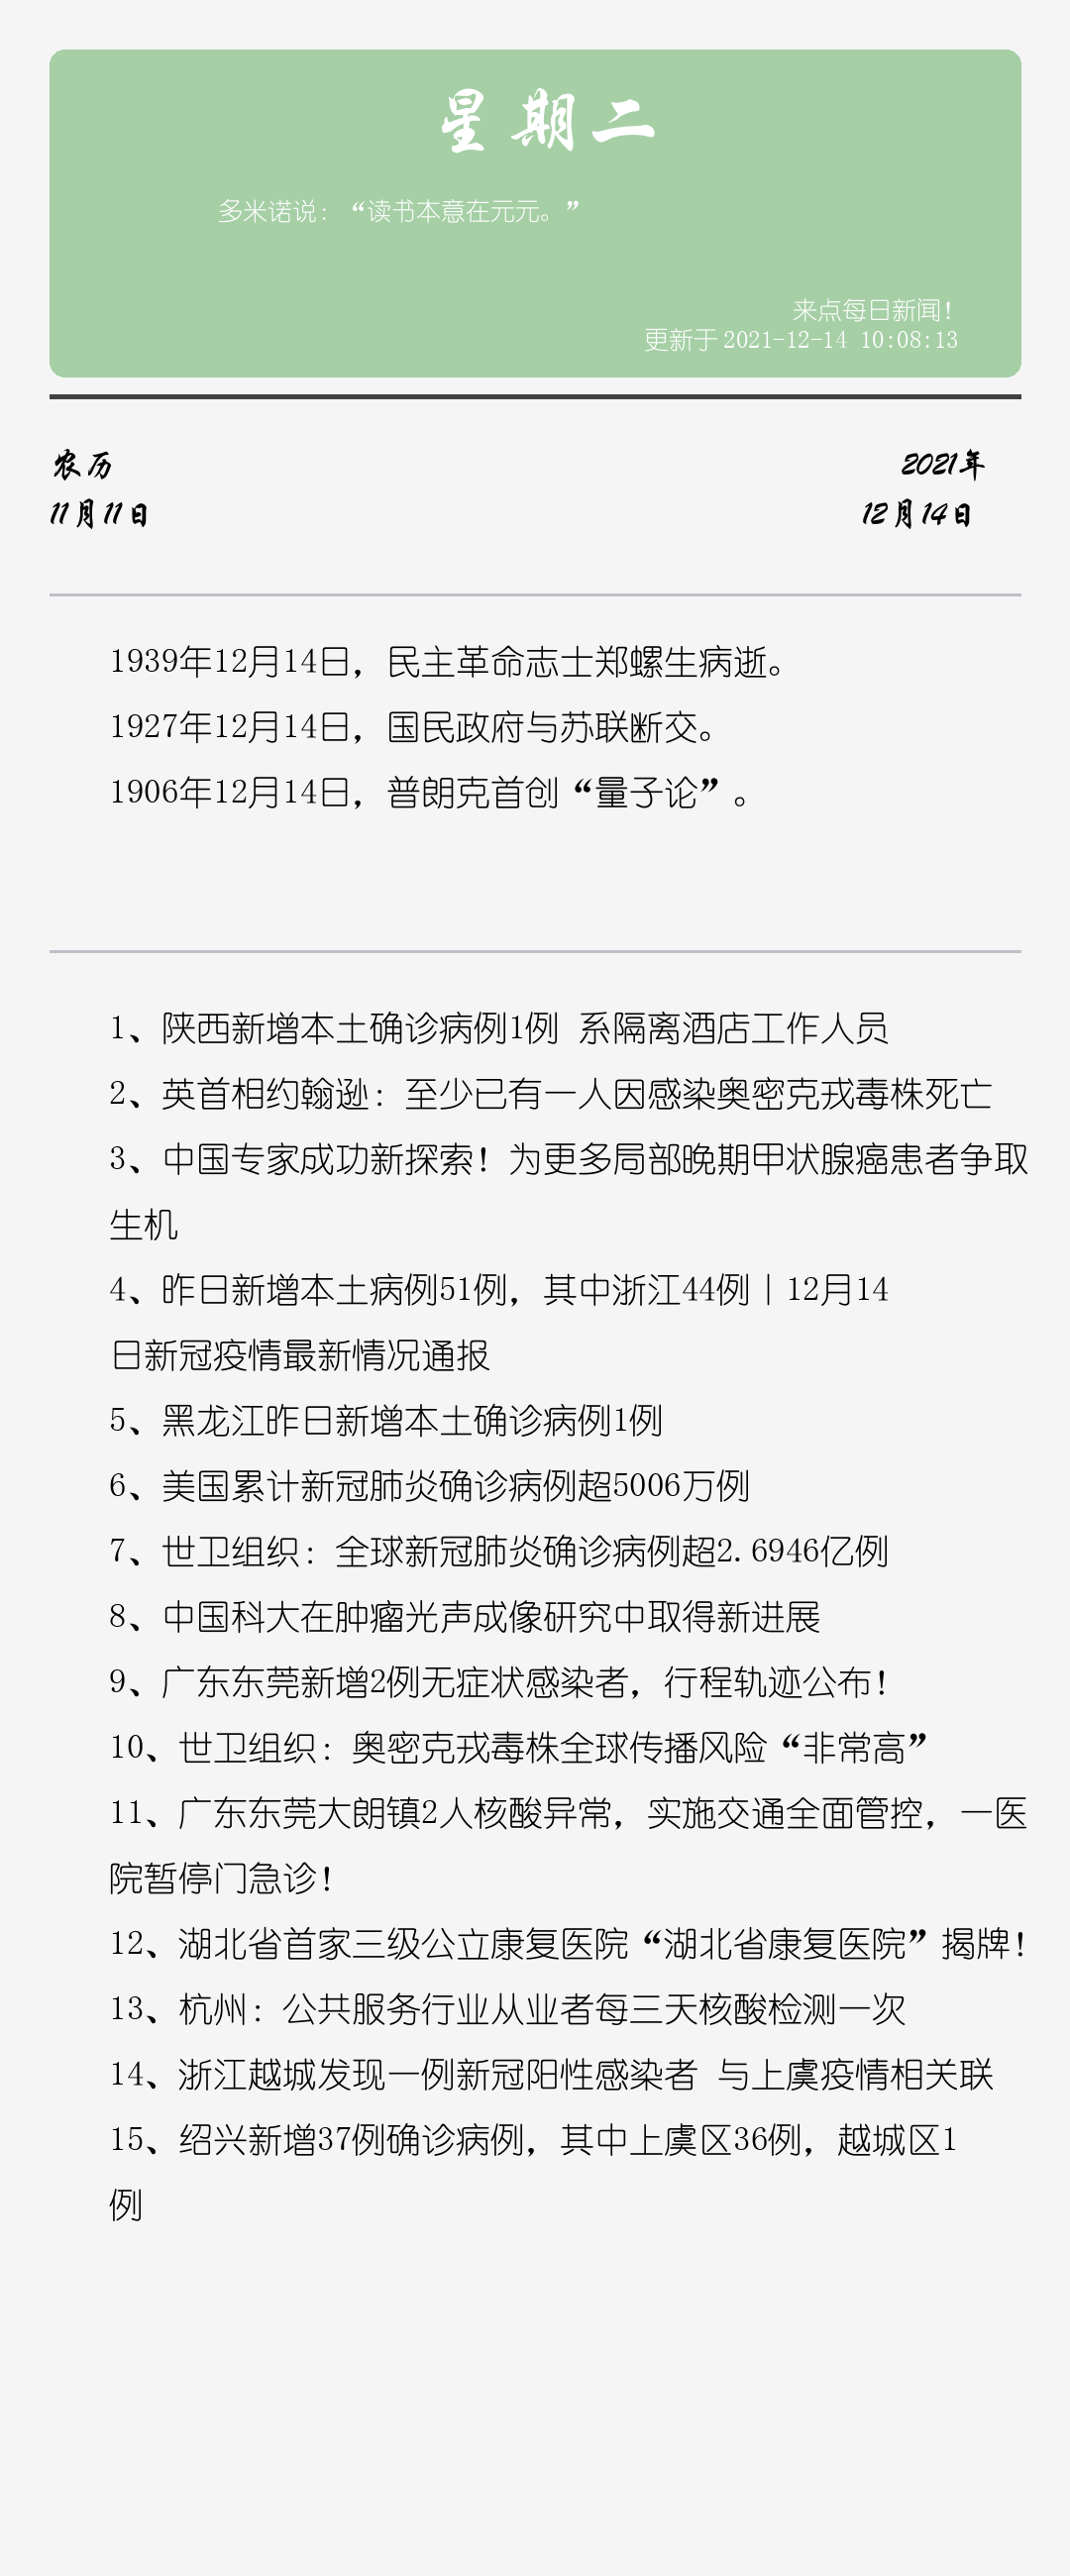 星期二
多米诺说：“读书本意在元元。”
来点每日新闻！
更新于 2021-12-14 10:08:13
农历
2021年
11月11日
12月14日
1939年12月14日，民主革命志士郑螺生病逝。
1927年12月14日，国民政府与苏联断交。
1906年12月14日，普朗克首创“量子论”。
1、陕西新增本土确诊病例1例 系隔离酒店工作人员
2、英首相约翰逊：至少已有一人因感染奥密克戎毒株死亡
3、中国专家成功新探索！为更多局部晚期甲状腺癌患者争取
生机
4、昨日新增本土病例51例，其中浙江44例｜12月14
日新冠疫情最新情况通报
5、黑龙江昨日新增本土确诊病例1例
6、美国累计新冠肺炎确诊病例超5006万例
7、世卫组织：全球新冠肺炎确诊病例超2.6946亿例
8、中国科大在肿瘤光声成像研究中取得新进展
9、广东东莞新增2例无症状感染者，行程轨迹公布！
10、世卫组织：奥密克戎毒株全球传播风险“非常高”
11、广东东莞大朗镇2人核酸异常，实施交通全面管控，一医
院暂停门急诊！
12、湖北省首家三级公立康复医院“湖北省康复医院”揭牌！
13、杭州：公共服务行业从业者每三天核酸检测一次
14、浙江越城发现一例新冠阳性感染者 与上虞疫情相关联
15、绍兴新增37例确诊病例，其中上虞区36例，越城区1
例